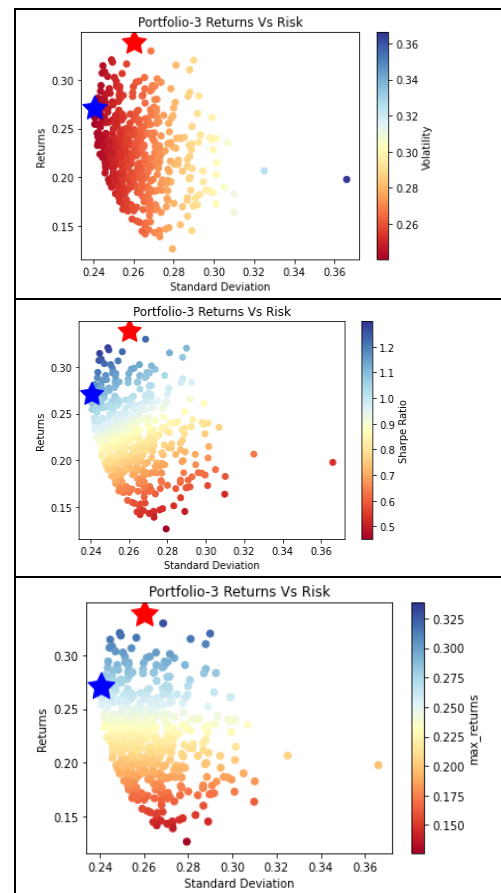 Portfolio-3 Returns Vs Risk
0.30
0.25
0.20
0.15
Returns
0.24 0.26 0.28 0.30 0.32 0.34 0.36
Standard Deviation
0.36
0.34
0.32
0.30
0.28
0.26
Volatility
Portfolio-3 Returns Vs Risk
0.30
0.25
0.20
0.15
Returns
0.24 0.26 0.28 0.30 0.32 0.34 0.36
Standard Deviation
1.2
1.1
1.0
0.9
0.8
0.7
0.6
0.5
Sharpe Ratio
Portfolio-3 Returns Vs Risk
0.30
0.25
0.20
0.15
Returns
0.24 0.26 0.28 0.30 0.32 0.34 0.36
Standard Deviation
0.325
0.300
0.275
0.250
0.225
0.200
0.175
0.150
max_returns